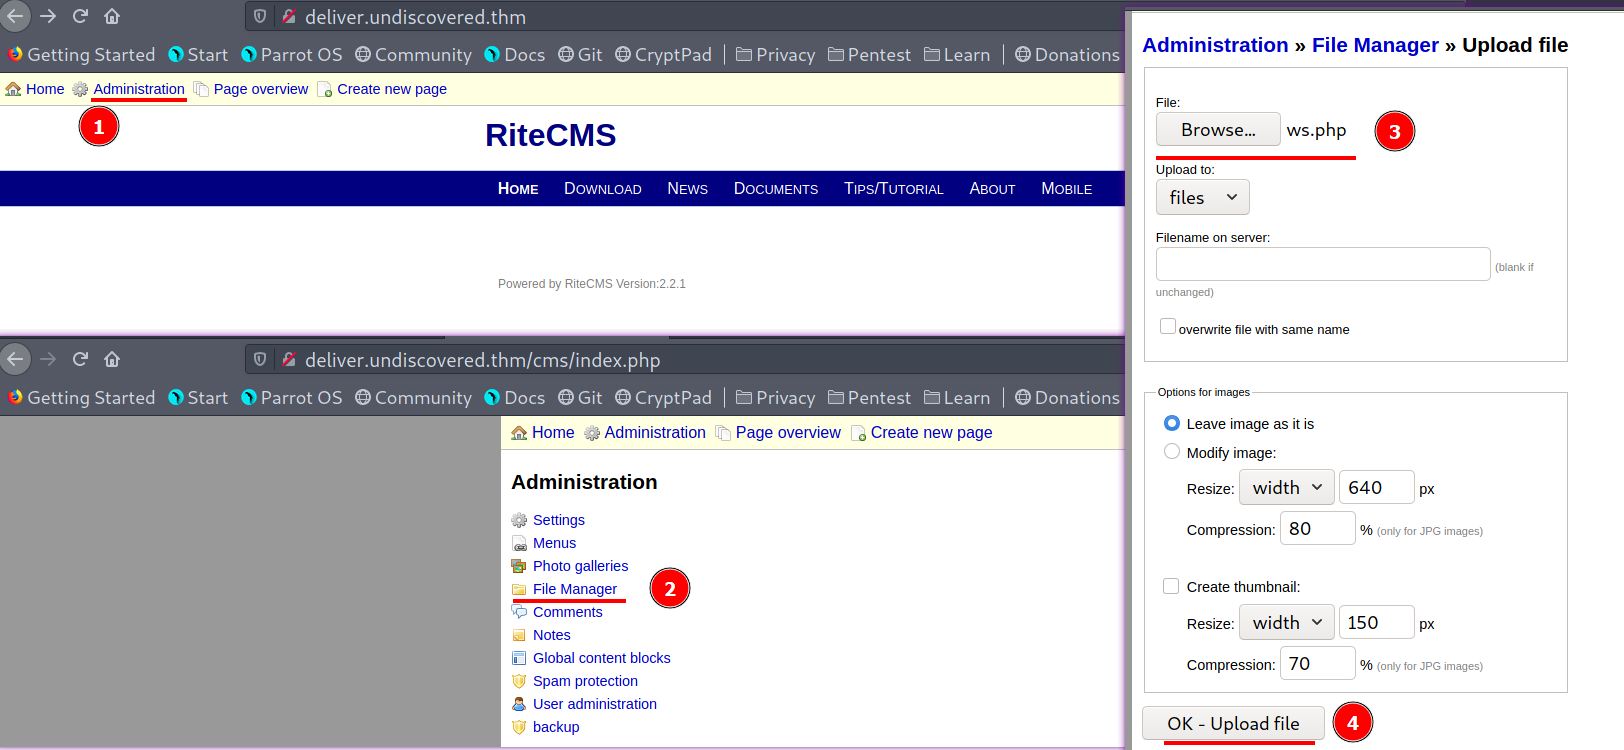 deliver.undiscovered.thm
Getting Started Start Parrot OS Community Docs Git CryptPad Privacy Pentest Learn Donations
Home Administration Page overview Create new page
1
RiteCMS
HOME DOWNLOAD NEWS DOCUMENTS TIPS/TUTORIAL ABOUT MOBILE
Powered by RiteCMS Version:2.2.1
deliver.undiscovered.thm/cms/index.php
Getting Started Start Parrot OS Community Docs Git CryptPad Privacy Pentest Learn Donations
Home Administration Page overview Create new page
Administration
Settings
Menus
Photo galleries
File Manager
2
Comments
Notes
Global content blocks
Spam protection
User administration
backup
Administration » File Manager » Upload file
File:
Browse... ws.php
3
Upload to:
files
Filename on server:
(blank if
unchanged)
overwrite file with same name
Options for images
Leave image as it is
Modify image:
Resize: width 640 px
Compression: 80 % (only for JPG images)
Create thumbnail:
Resize: width 150 px
Compression: 70 % (only for JPG images)
OK - Upload file
4